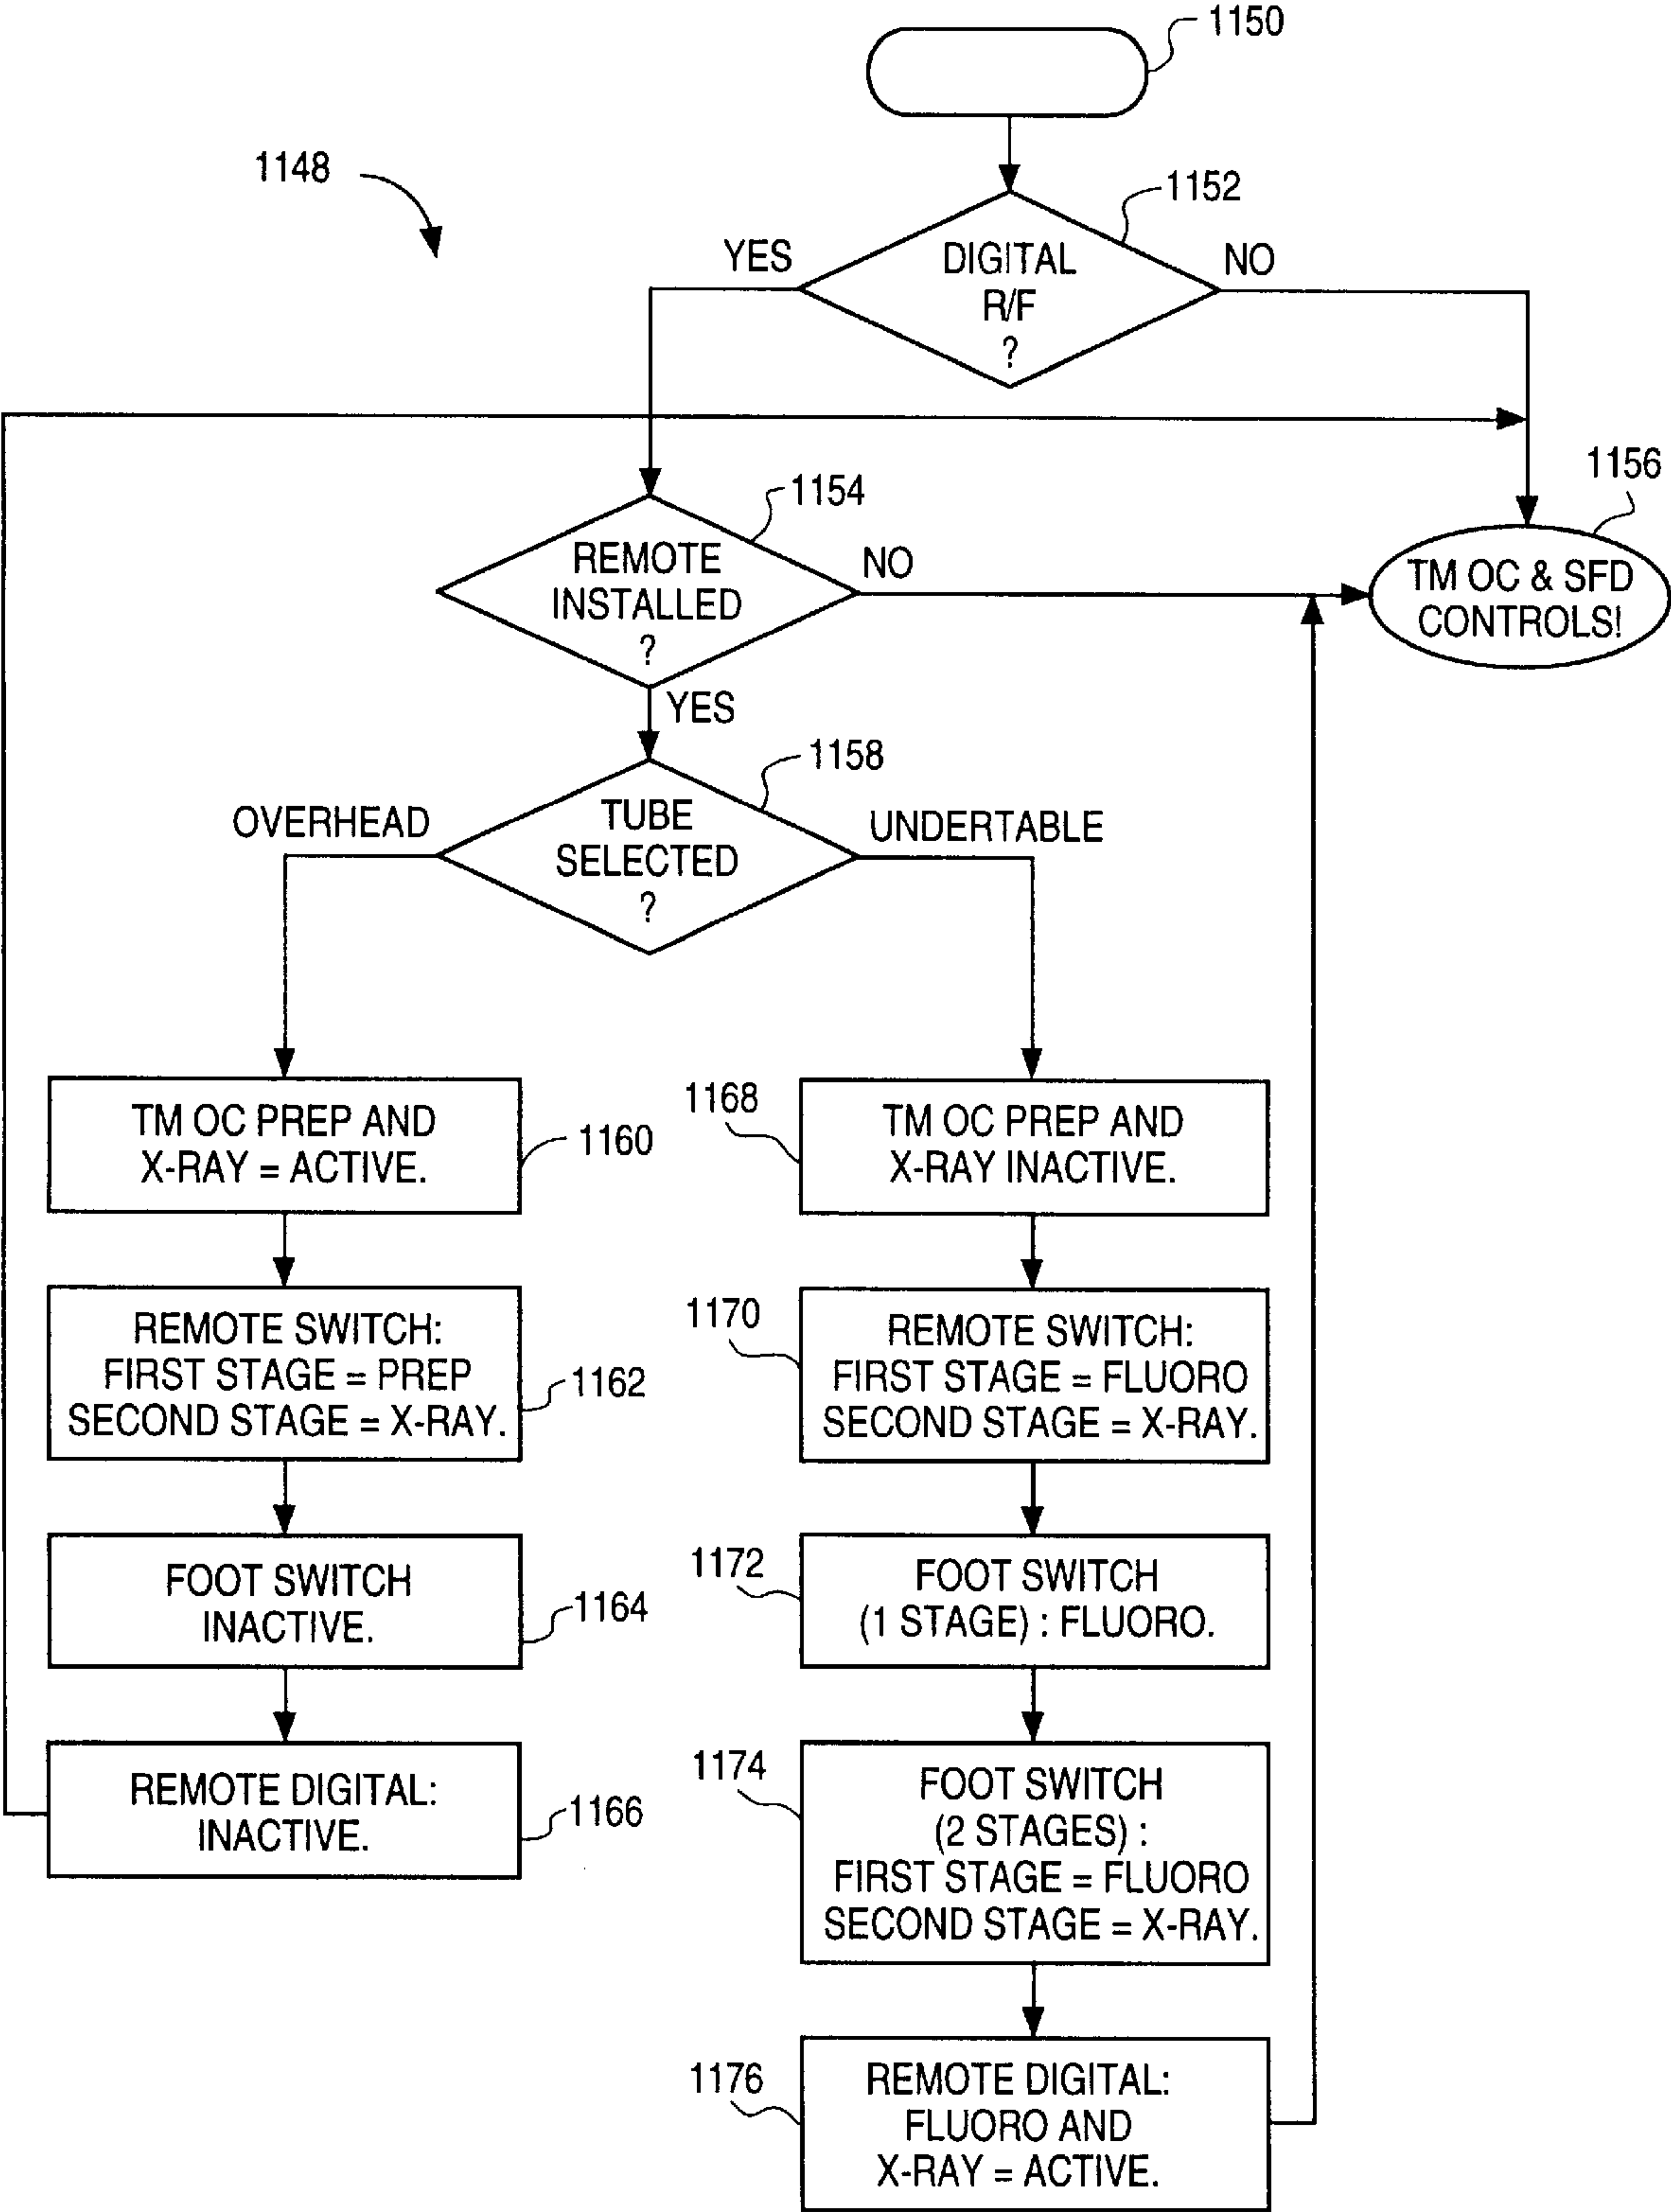 1150
1148
1152
YES
DIGITAL
R/F
?
NO
1154
1156
REMOTE
INSTALLED
?
NO
TM OC & SFD
CONTROLS!
YES
1158
OVERHEAD
TUBE
SELECTED
?
UNDERTABLE
TM OC PREP AND
X-RAY = ACTIVE.
1160
REMOTE SWITCH:
FIRST STAGE = PREP
SECOND STAGE = X-RAY.
1162
FOOT SWITCH
INACTIVE.
1164
REMOTE DIGITAL:
INACTIVE.
1166
1168
TM OC PREP AND
X-RAY INACTIVE.
1170
REMOTE SWITCH:
FIRST STAGE = FLUORO
SECOND STAGE = X-RAY.
1172
FOOT SWITCH
(1 STAGE) : FLUORO.
1174
FOOT SWITCH
(2 STAGES) :
FIRST STAGE = FLUORO
SECOND STAGE = X-RAY.
1176
REMOTE DIGITAL:
FLUORO AND
X-RAY = ACTIVE.